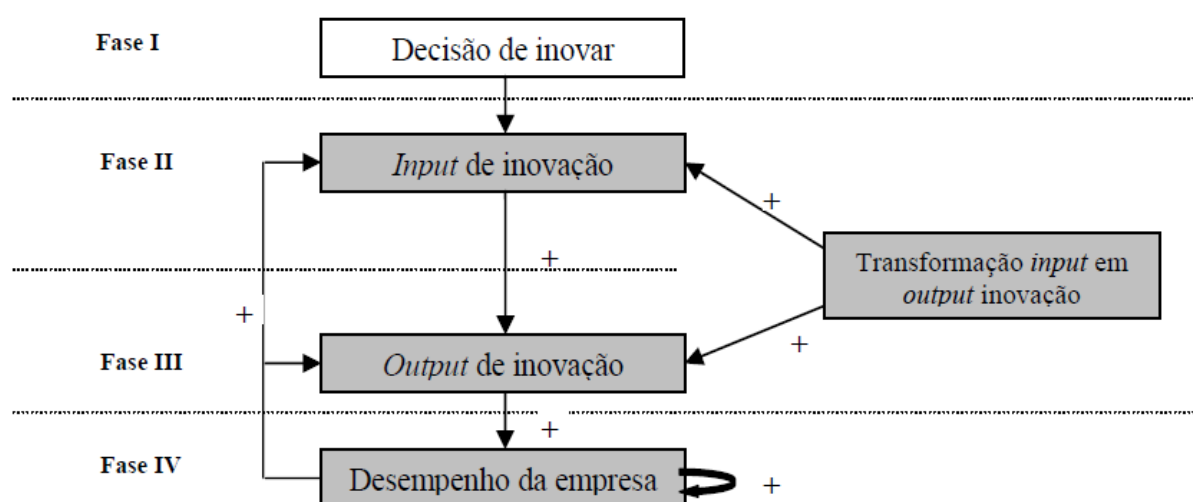 Fase I
Decisão de inovar
Fase II
Input de inovação
+
+
Transformação input em
output inovação
+
+
Fase III
Output de inovação
+
Fase IV
Desempenho da empresa
+